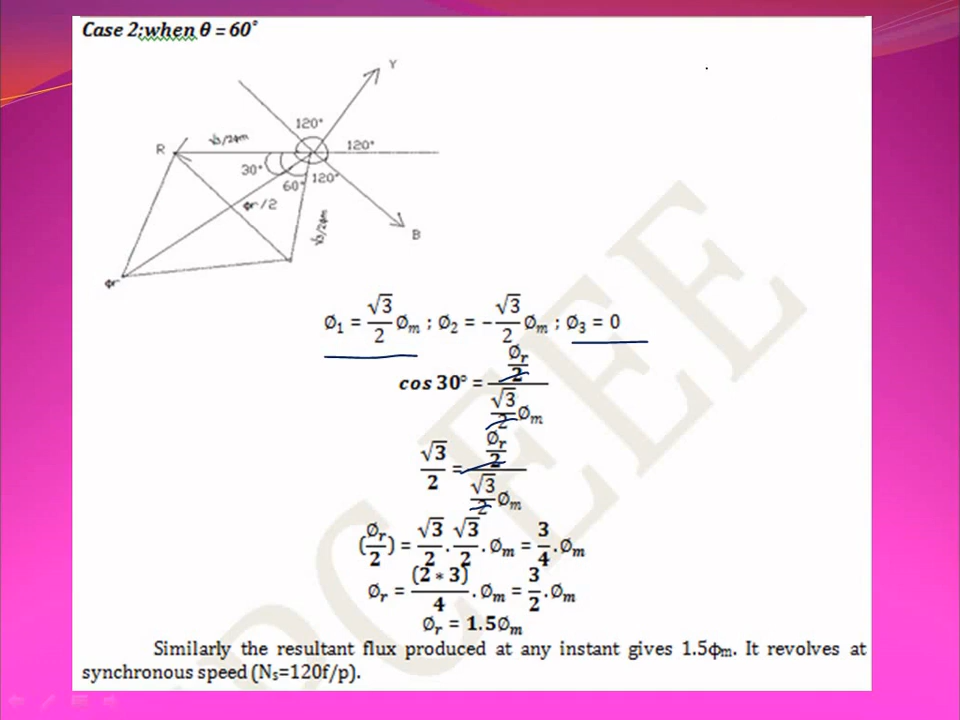 Case 2;when θ = 60°
Y
120°
√3/2φm
R
120°
30°
60°
120°
φr/2
√3/2φm
B
φr
Ø₁ = √3/2 Øₘ ; Ø₂ = −√3/2 Øₘ ; Ø₃ = 0
cos 30° = (Øᵣ/2)/(√3/2 Øₘ)
√3/2 = (Øᵣ/2)/(√3/2 Øₘ)
(Øᵣ/2) = √3/2 . √3/2 . Øₘ = 3/4 . Øₘ
Øᵣ = (2 * 3)/4 . Øₘ = 3/2 . Øₘ
Øᵣ = 1.5Øₘ
Similarly the resultant flux produced at any instant gives 1.5φₘ. It revolves at
synchronous speed (Nₛ=120f/p).